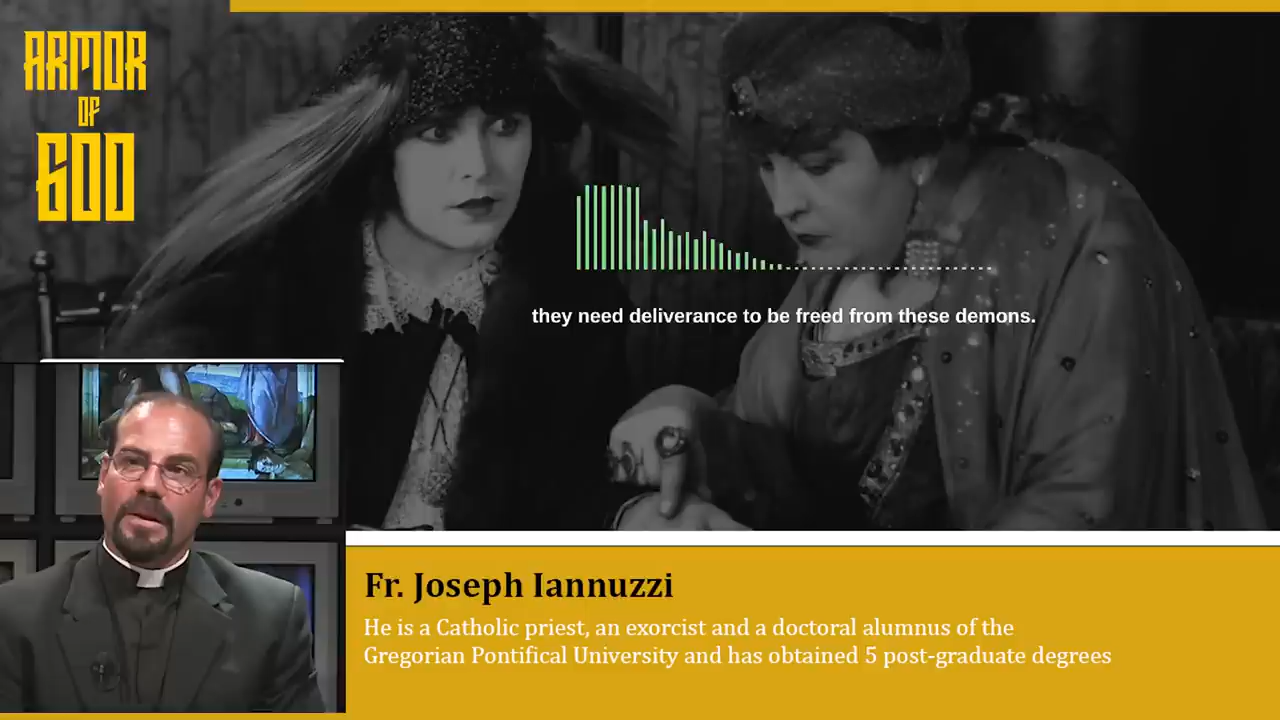 ARMOR
OF
GOD
they need deliverance to be freed from these demons.
Fr. Joseph Iannuzzi
He is a Catholic priest, an exorcist and a doctoral alumnus of the
Gregorian Pontifical University and has obtained 5 post-graduate degrees